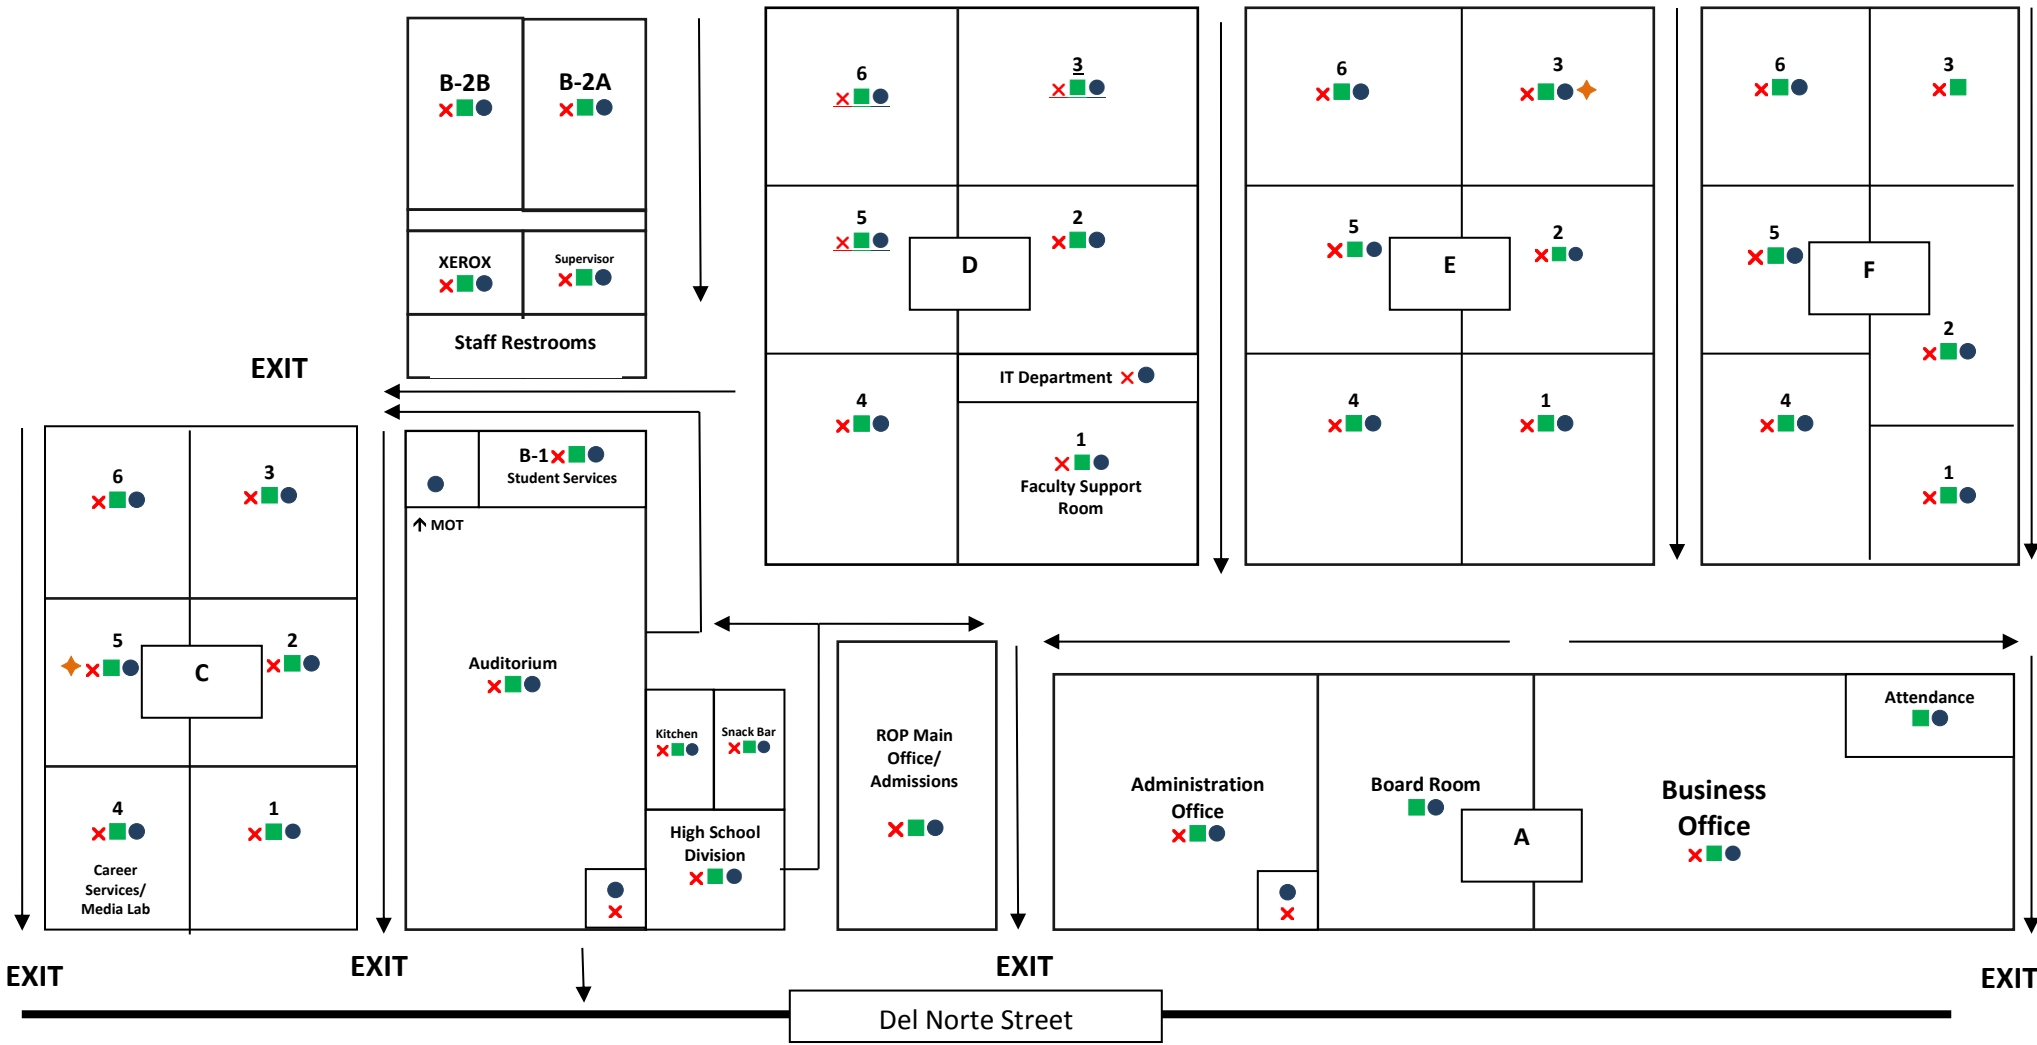 B-2B
B-2A
XEROX
Supervisor
Staff Restrooms
6
3
5
2
D
IT Department
4
1
Faculty Support
Room
6
3
5
2
E
4
1
6
3
5
F
2
4
1
EXIT
6
3
5
2
C
4
1
Career
Services/
Media Lab
B-1
Student Services
MOT
Auditorium
Kitchen
Snack Bar
High School
Division
ROP Main
Office/
Admissions
Administration
Office
Board Room
A
Business
Office
Attendance
EXIT
EXIT
EXIT
EXIT
Del Norte Street